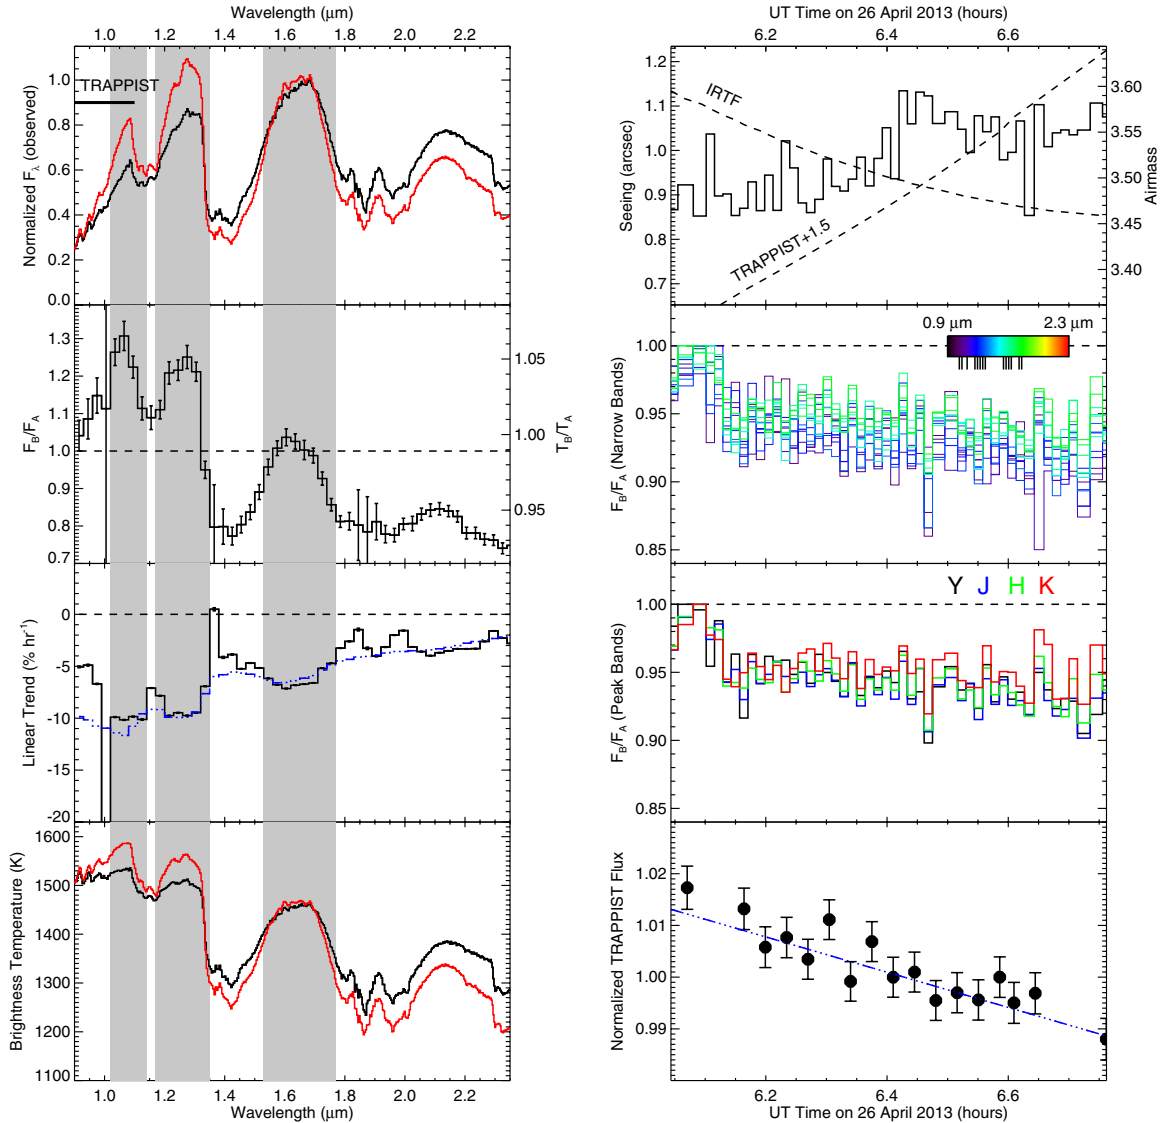 Wavelength (μm)
1.0 1.2 1.4 1.6 1.8 2.0 2.2
Normalized Fλ (observed)
1.0
0.8
0.6
0.4
0.2
0.0
TRAPPIST
FB/FA
1.3
1.2
1.1
1.0
0.9
0.8
0.7
TB/TA
1.05
1.00
0.95
Linear Trend (% hr-1)
0
-5
-10
-15
-20
Brightness Temperature (K)
1600
1500
1400
1300
1200
1100
1.0 1.2 1.4 1.6 1.8 2.0 2.2
Wavelength (μm)
UT Time on 26 April 2013 (hours)
6.2 6.4 6.6
Seeing (arcsec)
1.2
1.1
1.0
0.9
0.8
0.7
IRTF
TRAPPIST+1.5
Airmass
3.60
3.55
3.50
3.45
3.40
FB/FA (Narrow Bands)
1.00
0.95
0.90
0.85
0.9 μm 2.3 μm
FB/FA (Peak Bands)
1.00
0.95
0.90
0.85
Y J H K
Normalized TRAPPIST Flux
1.02
1.01
1.00
0.99
6.2 6.4 6.6
UT Time on 26 April 2013 (hours)